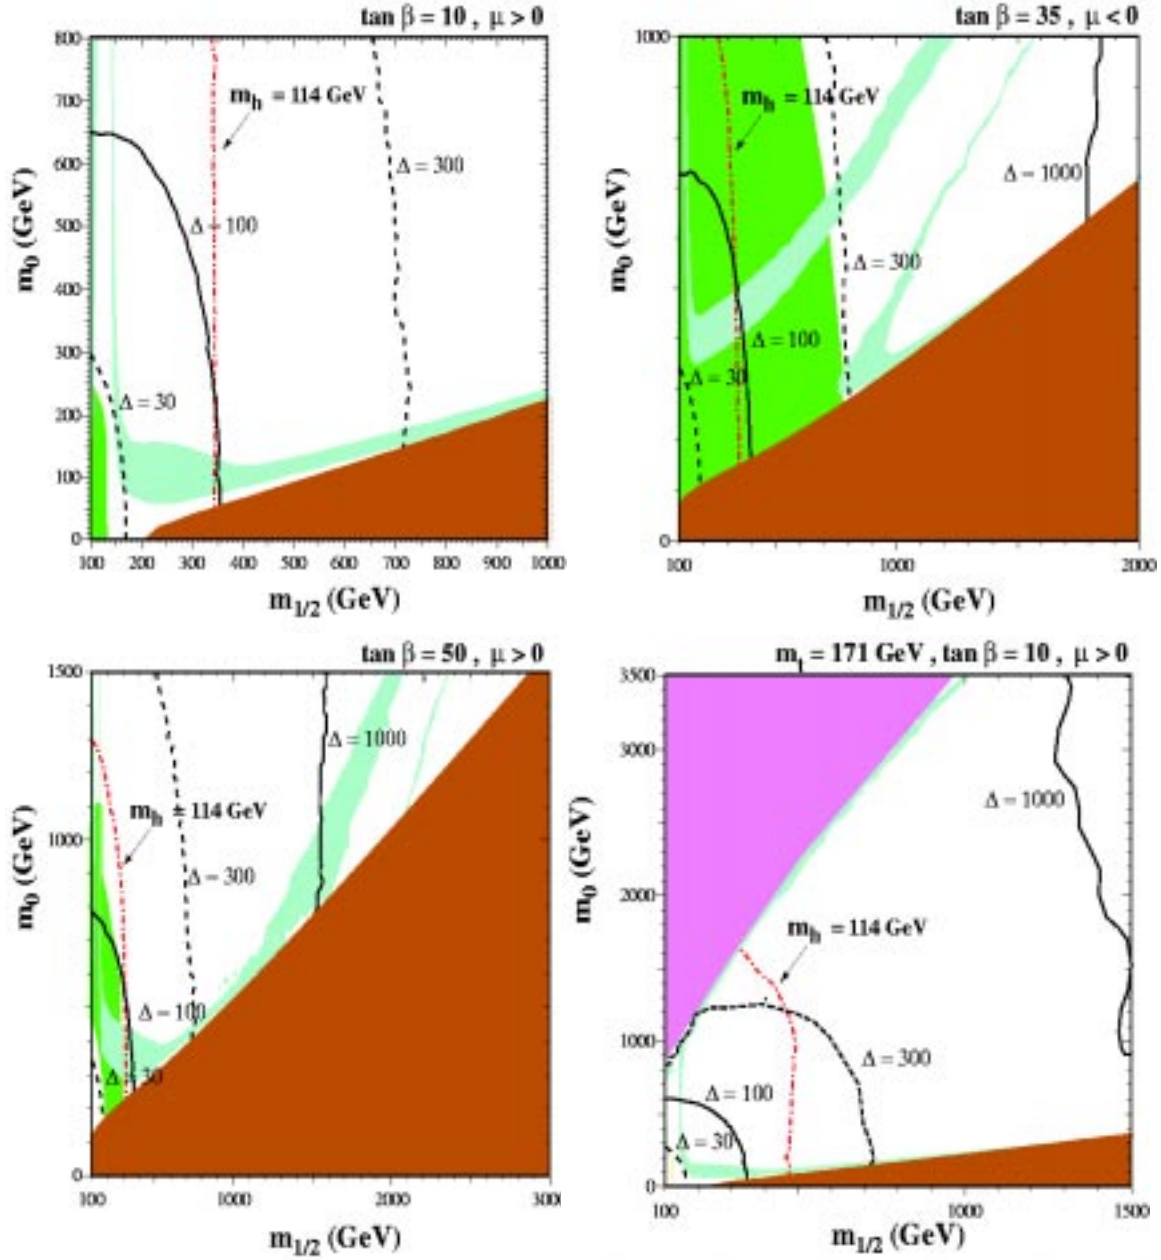 tan β = 10 , μ > 0
800
700
600
500
400
300
200
100
0
m0 (GeV)
mh = 114 GeV
Δ = 300
Δ = 100
Δ = 30
100 200 300 400 500 600 700 800 900 1000
m1/2 (GeV)
tan β = 35 , μ < 0
1000
0
m0 (GeV)
mh = 114 GeV
Δ = 1000
Δ = 300
Δ = 100
Δ = 30
100 1000 2000
m1/2 (GeV)
tan β = 50 , μ > 0
1500
1000
0
m0 (GeV)
Δ = 1000
mh = 114 GeV
Δ = 300
Δ = 100
Δ = 30
100 1000 2000 3000
m1/2 (GeV)
mt = 171 GeV , tan β = 10 , μ > 0
3500
3000
2000
1000
0
m0 (GeV)
Δ = 1000
mh = 114 GeV
Δ = 300
Δ = 100
Δ = 30
100 1000 1500
m1/2 (GeV)